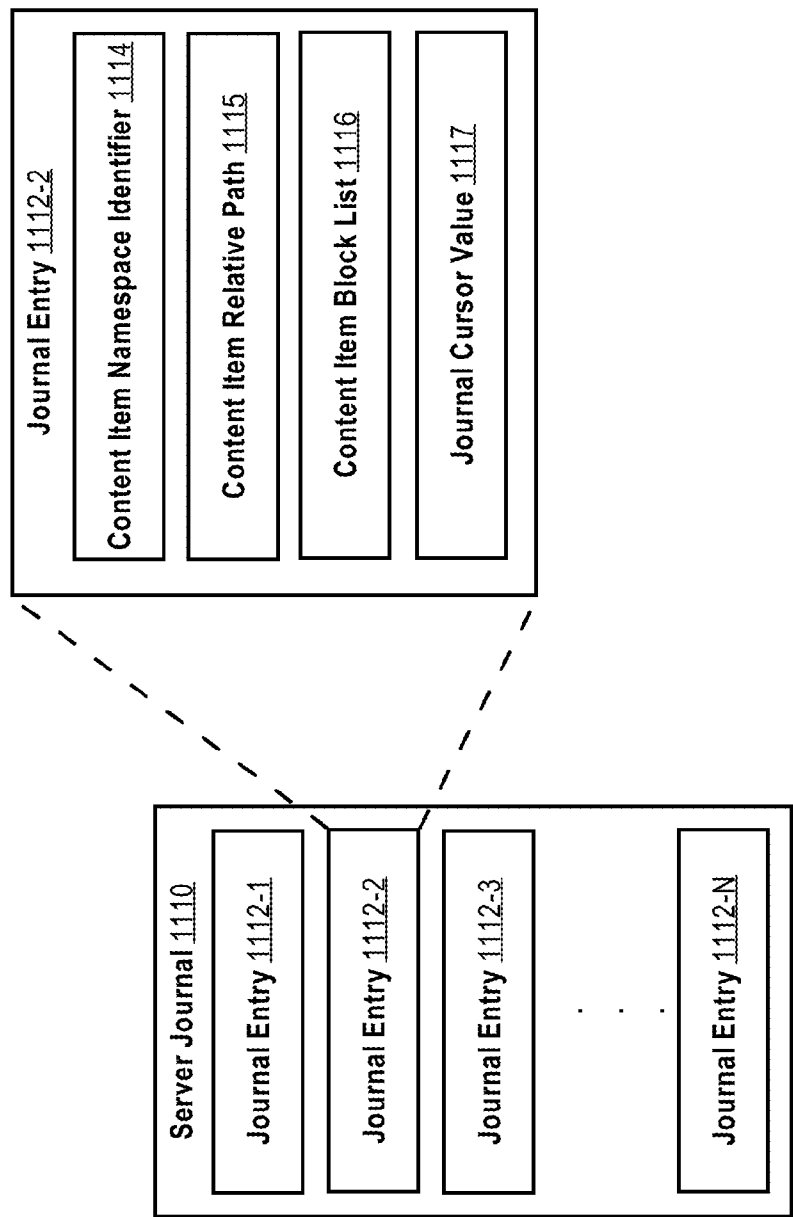 Server Journal 1110
Journal Entry 1112-1
Journal Entry 1112-2
Journal Entry 1112-3
. . .
Journal Entry 1112-N
Journal Entry 1112-2
Content Item Namespace Identifier 1114
Content Item Relative Path 1115
Content Item Block List 1116
Journal Cursor Value 1117